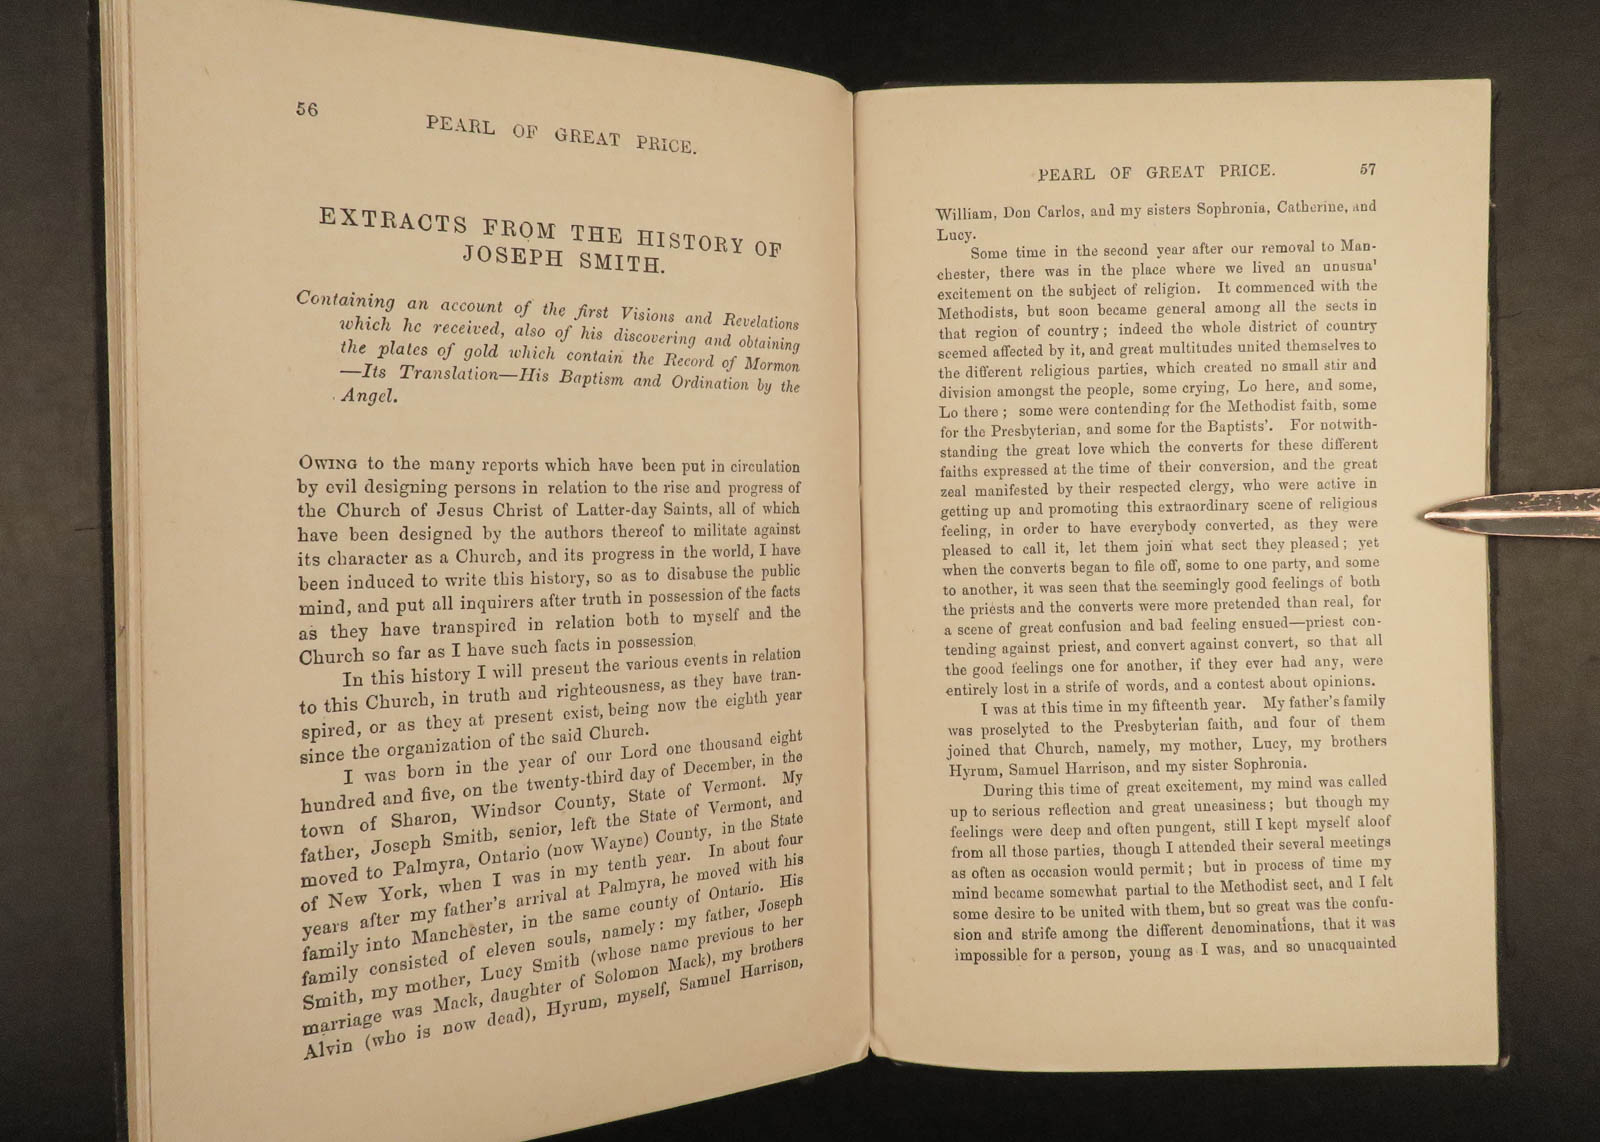 56
PEARL OF GREAT PRICE.
EXTRACTS FROM THE HISTORY OF
JOSEPH SMITH.
Containing an account of the first Visions and Revelations
which he received, also of his discovering and obtaining
the plates of gold which contain the Record of Mormon
—Its Translation—His Baptism and Ordination by the
Angel.
OWING to the many reports which have been put in circulation
by evil designing persons in relation to the rise and progress of
the Church of Jesus Christ of Latter-day Saints, all of which
have been designed by the authors thereof to militate against
its character as a Church, and its progress in the world, I have
been induced to write this history, so as to disabuse the public
mind, and put all inquirers after truth in possession of the facts
as they have transpired in relation both to myself and the
Church so far as I have such facts in possession.
In this history I will present the various events in relation
to this Church, in truth and righteousness, as they have tran-
spired, or as they at present exist, being now the eighth year
since the organization of the said Church.
I was born in the year of our Lord one thousand eight
hundred and five, on the twenty-third day of December, in the
town of Sharon, Windsor County, State of Vermont. My
father, Joseph Smith, senior, left the State of Vermont, and
moved to Palmyra, Ontario (now Wayne) County, in the State
of New York, when I was in my tenth year. In about four
years after my father's arrival at Palmyra, he moved with his
family into Manchester, in the same county of Ontario. His
family consisted of eleven souls, namely: my father, Joseph
Smith, my mother, Lucy Smith (whose name previous to her
marriage was Mack, daughter of Solomon Mack), my brothers
Alvin (who is now dead), Hyrum, myself, Samuel Harrison,
PEARL OF GREAT PRICE. 57
William, Don Carlos, and my sisters Sophronia, Catherine, and
Lucy.
Some time in the second year after our removal to Man-
chester, there was in the place where we lived an unusual
excitement on the subject of religion. It commenced with the
Methodists, but soon became general among all the sects in
that region of country; indeed the whole district of country
seemed affected by it, and great multitudes united themselves to
the different religious parties, which created no small stir and
division amongst the people, some crying, Lo here, and some,
Lo there; some were contending for the Methodist faith, some
for the Presbyterian, and some for the Baptists'. For notwith-
standing the great love which the converts for these different
faiths expressed at the time of their conversion, and the great
zeal manifested by their respected clergy, who were active in
getting up and promoting this extraordinary scene of religious
feeling, in order to have everybody converted, as they were
pleased to call it, let them join what sect they pleased; yet
when the converts began to file off, some to one party, and some
to another, it was seen that the seemingly good feelings of both
the priests and the converts were more pretended than real, for
a scene of great confusion and bad feeling ensued—priest con-
tending against priest, and convert against convert, so that all
the good feelings one for another, if they ever had any, were
entirely lost in a strife of words, and a contest about opinions.
I was at this time in my fifteenth year. My father's family
was proselyted to the Presbyterian faith, and four of them
joined that Church, namely, my mother, Lucy, my brothers
Hyrum, Samuel Harrison, and my sister Sophronia.
During this time of great excitement, my mind was called
up to serious reflection and great uneasiness; but though my
feelings were deep and often pungent, still I kept myself aloof
from all those parties, though I attended their several meetings
as often as occasion would permit; but in process of time my
mind became somewhat partial to the Methodist sect, and I felt
some desire to be united with them, but so great was the confu-
sion and strife among the different denominations, that it was
impossible for a person, young as I was, and so unacquainted